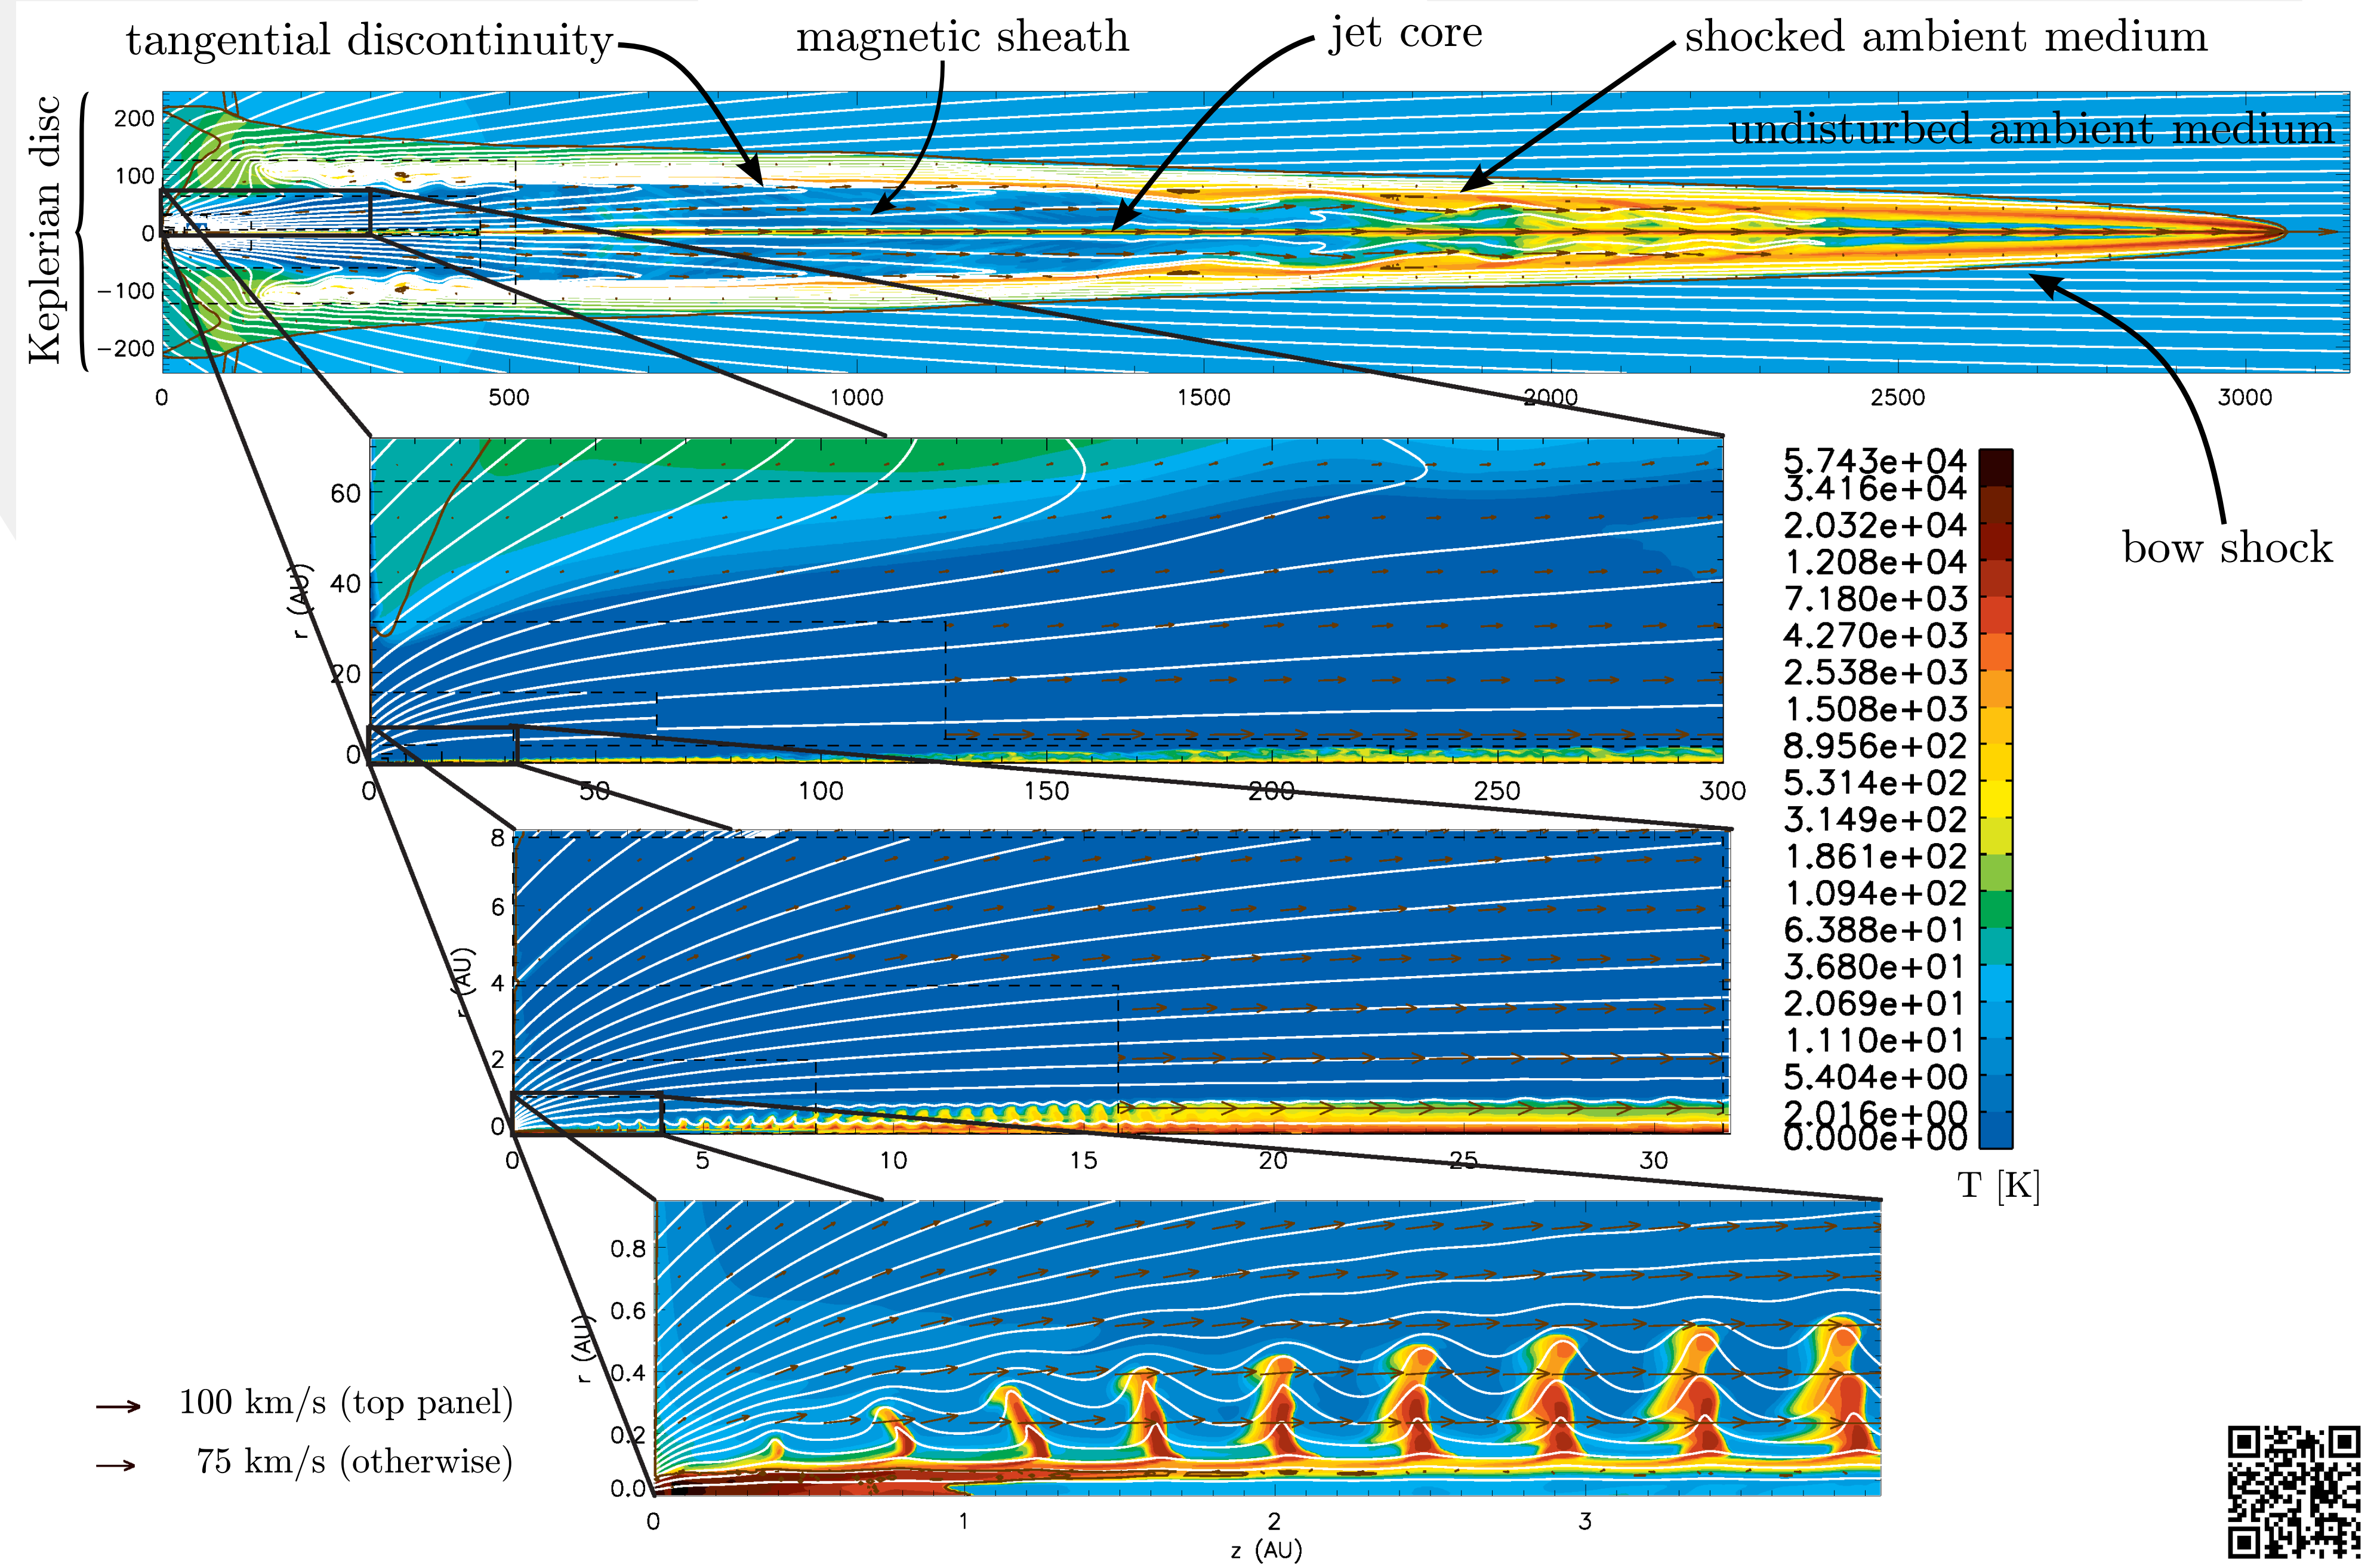 tangential discontinuity
magnetic sheath
jet core
shocked ambient medium
Keplerian disc
undisturbed ambient medium
200
100
0
−100
−200
0 500 1000 1500 2000 2500 3000
bow shock
r (AU)
60
40
20
0
0 50 100 150 200 250 300
r (AU)
8
6
4
2
0
0 5 10 15 20 25 30
r (AU)
0.8
0.6
0.4
0.2
0.0
0 1 2 3
z (AU)
5.743e+04
3.416e+04
2.032e+04
1.208e+04
7.180e+03
4.270e+03
2.538e+03
1.508e+03
8.956e+02
5.314e+02
3.149e+02
1.861e+02
1.094e+02
6.388e+01
3.680e+01
2.069e+01
1.110e+01
5.404e+00
2.016e+00
0.000e+00
T [K]
100 km/s (top panel)
75 km/s (otherwise)